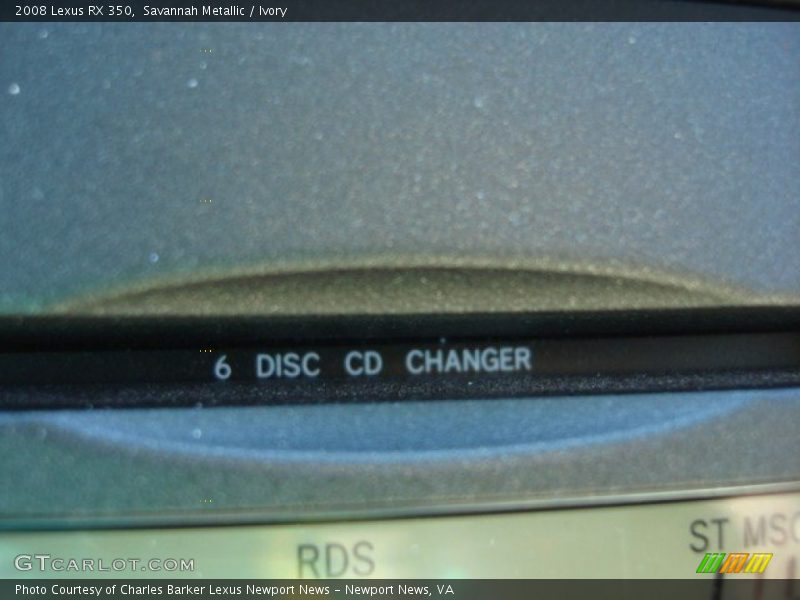 2008 Lexus RX 350, Savannah Metallic / Ivory
6 DISC CD CHANGER
RDS
ST MSG
GTCARLOT.COM
Photo Courtesy of Charles Barker Lexus Newport News - Newport News, VA